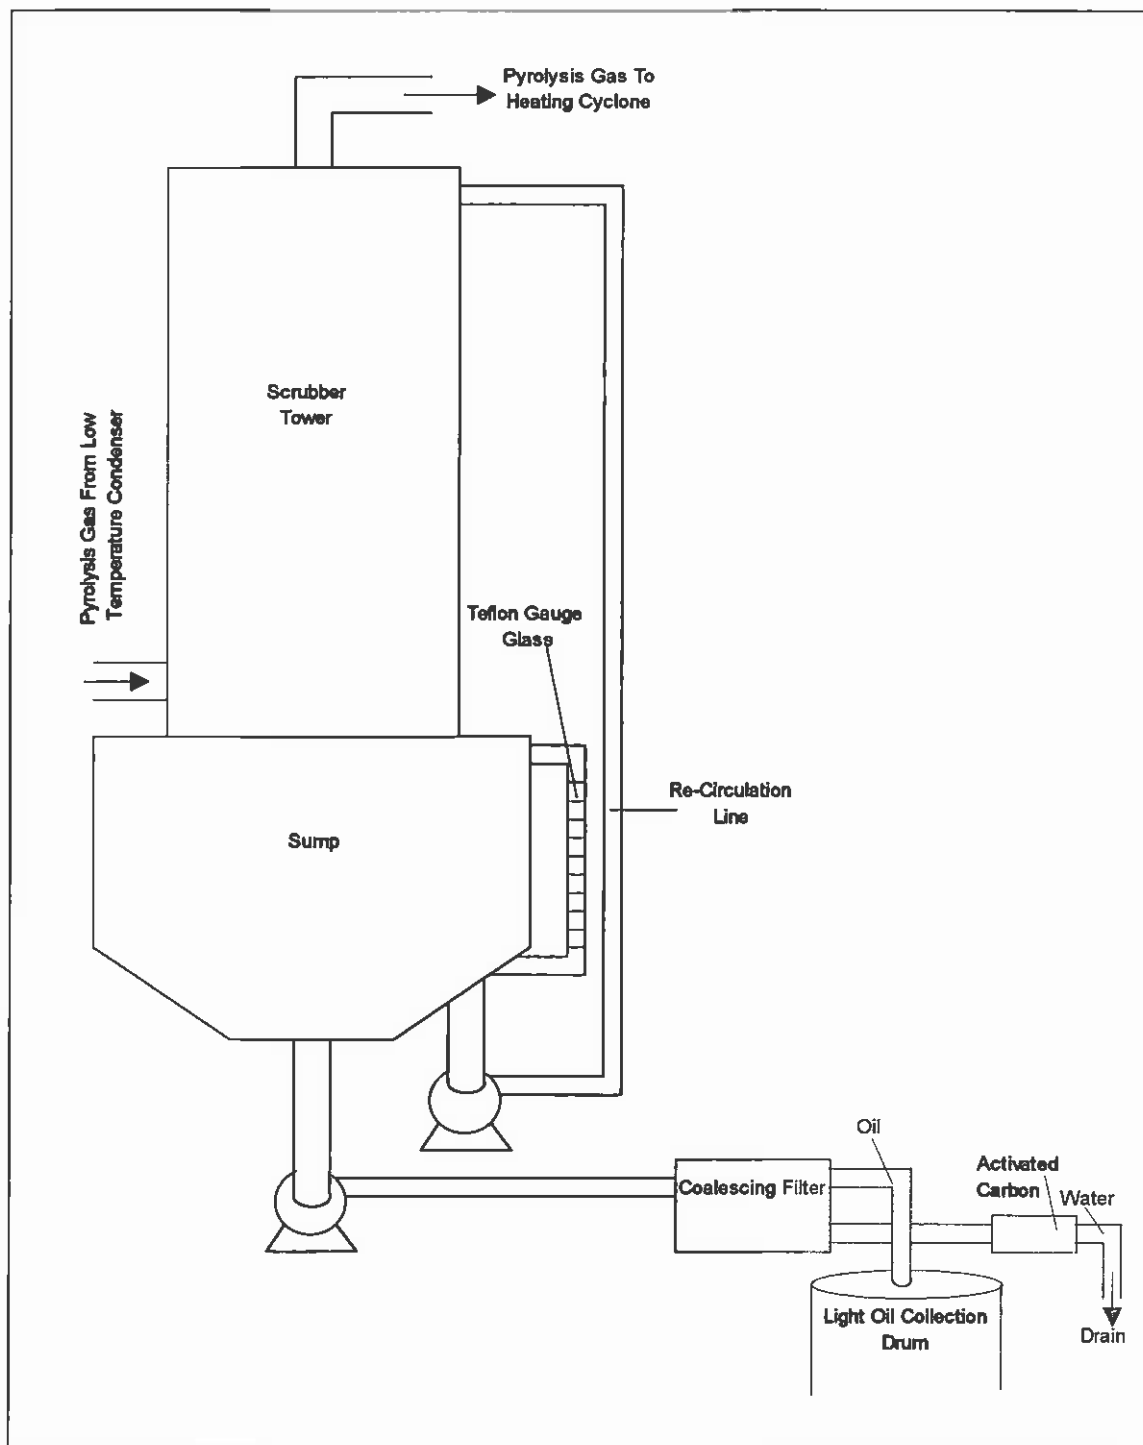 Pyrolysis Gas To
Heating Cyclone
Scrubber
Tower
Pyrolysis Gas From Low
Temperature Condenser
Teflon Gauge
Glass
Re-Circulation
Line
Sump
Oil
Activated
Carbon
Water
Coalescing Filter
Light Oil Collection
Drum
Drain